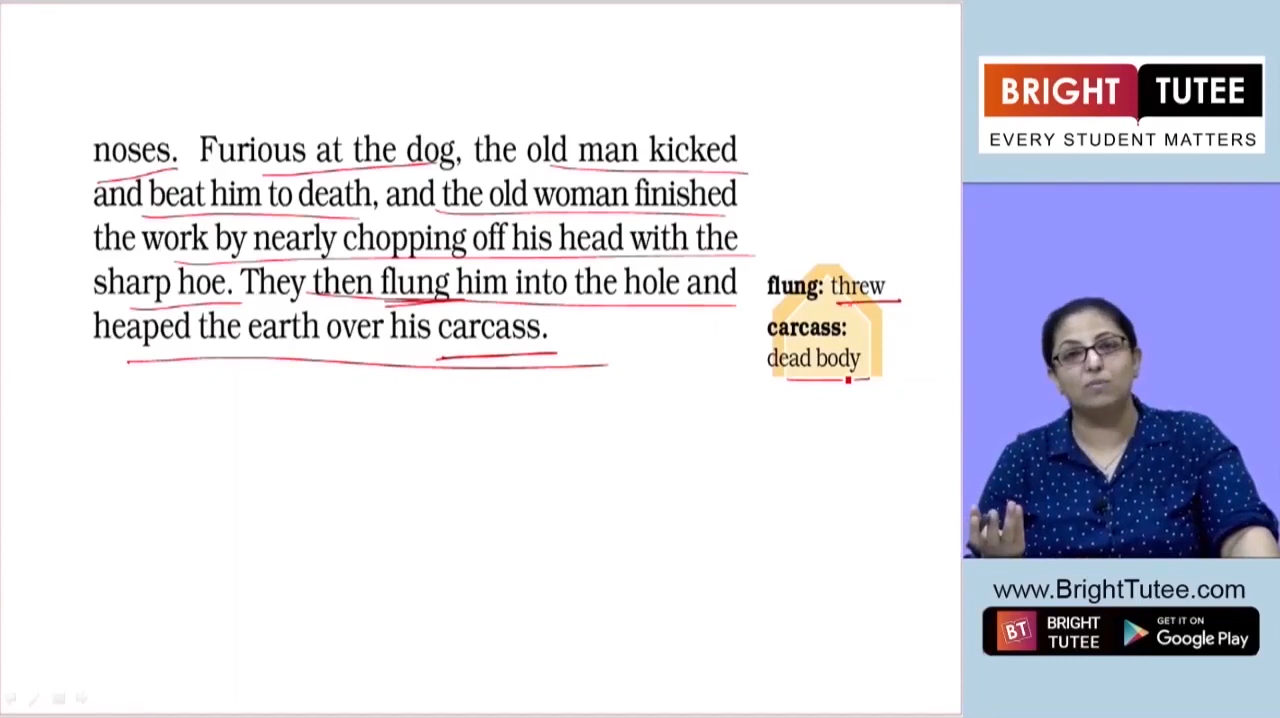 noses. Furious at the dog, the old man kicked
and beat him to death, and the old woman finished
the work by nearly chopping off his head with the
sharp hoe. They then flung him into the hole and
heaped the earth over his carcass.
flung: threw
carcass:
dead body
BRIGHT TUTEE
EVERY STUDENT MATTERS
www.BrightTutee.com
BT
BRIGHT
TUTEE
GET IT ON
Google Play